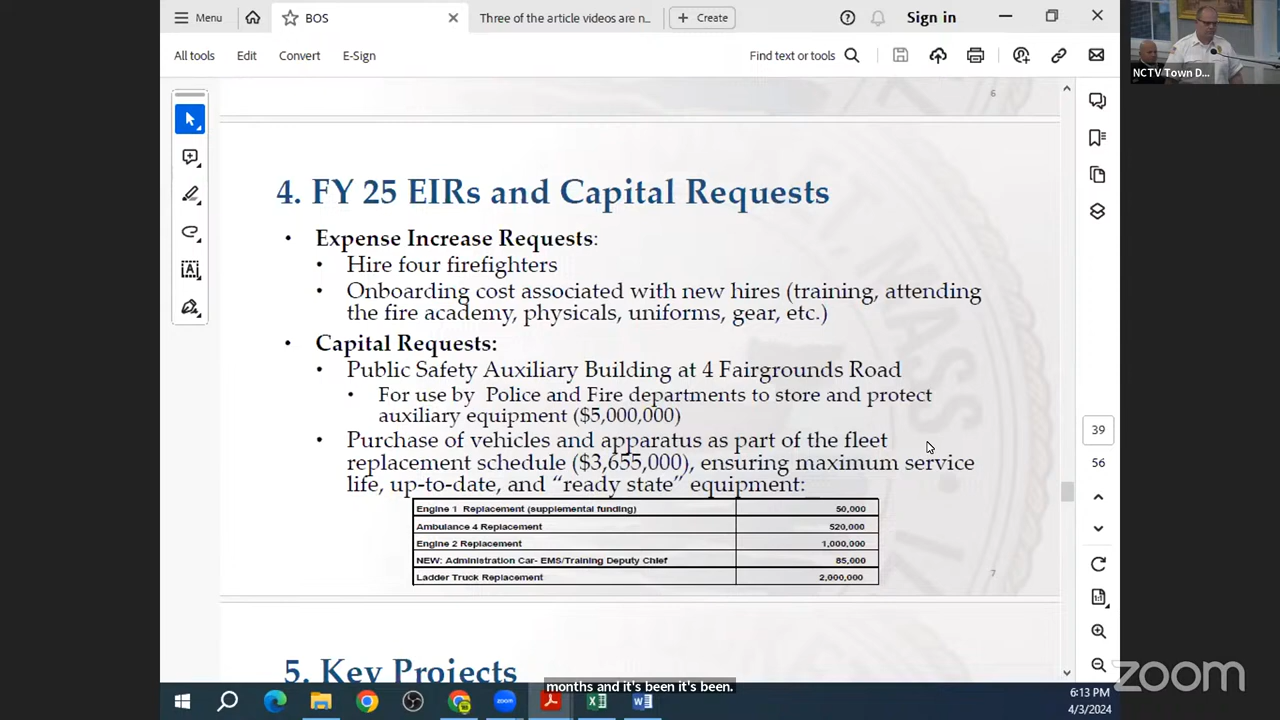 Menu
BOS
Three of the article videos are n...
Create
Sign in
All tools
Edit
Convert
E-Sign
Find text or tools
NCTV Town D...
6
4. FY 25 EIRs and Capital Requests
• Expense Increase Requests:
• Hire four firefighters
• Onboarding cost associated with new hires (training, attending
the fire academy, physicals, uniforms, gear, etc.)
• Capital Requests:
• Public Safety Auxiliary Building at 4 Fairgrounds Road
• For use by Police and Fire departments to store and protect
auxiliary equipment ($5,000,000)
• Purchase of vehicles and apparatus as part of the fleet
replacement schedule ($3,655,000), ensuring maximum service
life, up-to-date, and “ready state” equipment:
Engine 1 Replacement (supplemental funding) 50,000
Ambulance 4 Replacement 520,000
Engine 2 Replacement 1,000,000
NEW: Administration Car- EMS/Training Deputy Chief 85,000
Ladder Truck Replacement 2,000,000
7
39
56
1:1
5. Key Projects
months and it's been it's been.
zoom
zoom
6:13 PM
4/3/2024